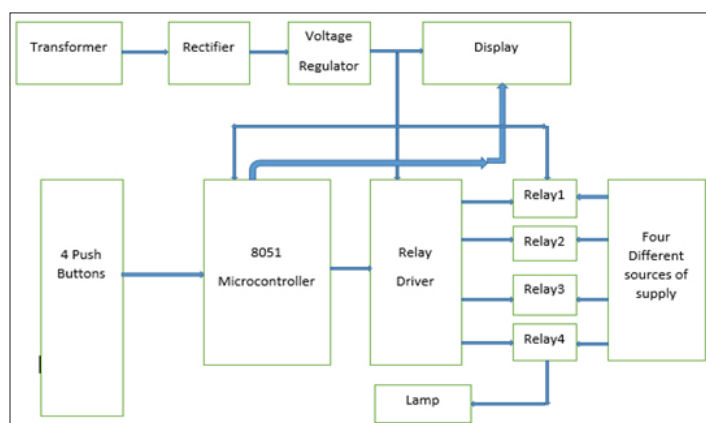 Transformer
Rectifier
Voltage
Regulator
Display
4 Push
Buttons
8051
Microcontroller
Relay
Driver
Relay1
Relay2
Relay3
Relay4
Four
Different
sources of
supply
Lamp